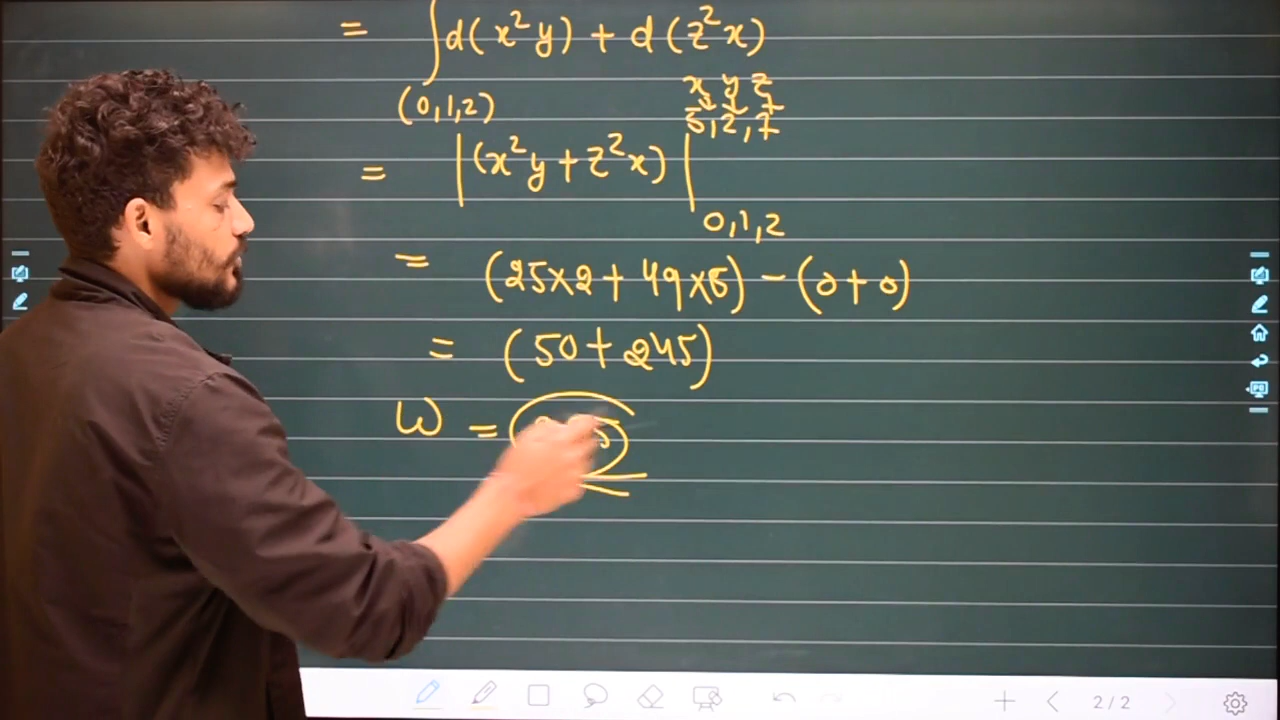 = ∫d(x²y) + d(z²x)
(0,1,2)
x y z
↓ ↓ ↓
5,2,7
= |(x²y+z²x)|
0,1,2
= (25×2+49×5) - (0+0)
= (50+245)
W =
2/2